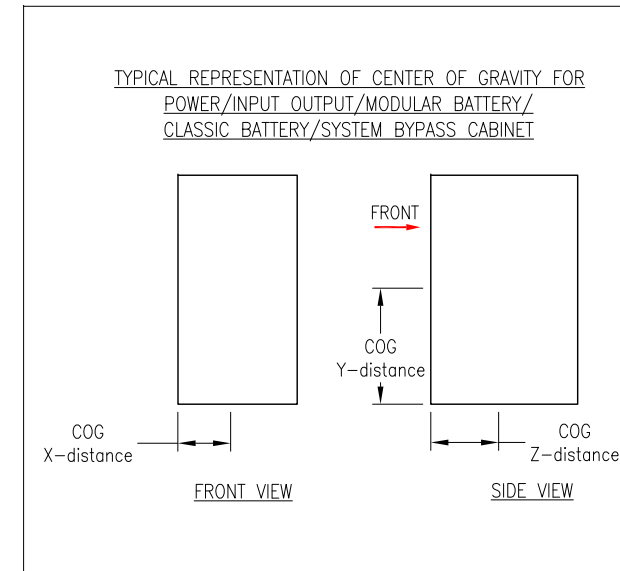 TYPICAL REPRESENTATION OF CENTER OF GRAVITY FOR
POWER/INPUT OUTPUT/MODULAR BATTERY/
CLASSIC BATTERY/SYSTEM BYPASS CABINET
FRONT
COG
Y-distance
COG
X-distance
COG
Z-distance
FRONT VIEW
SIDE VIEW